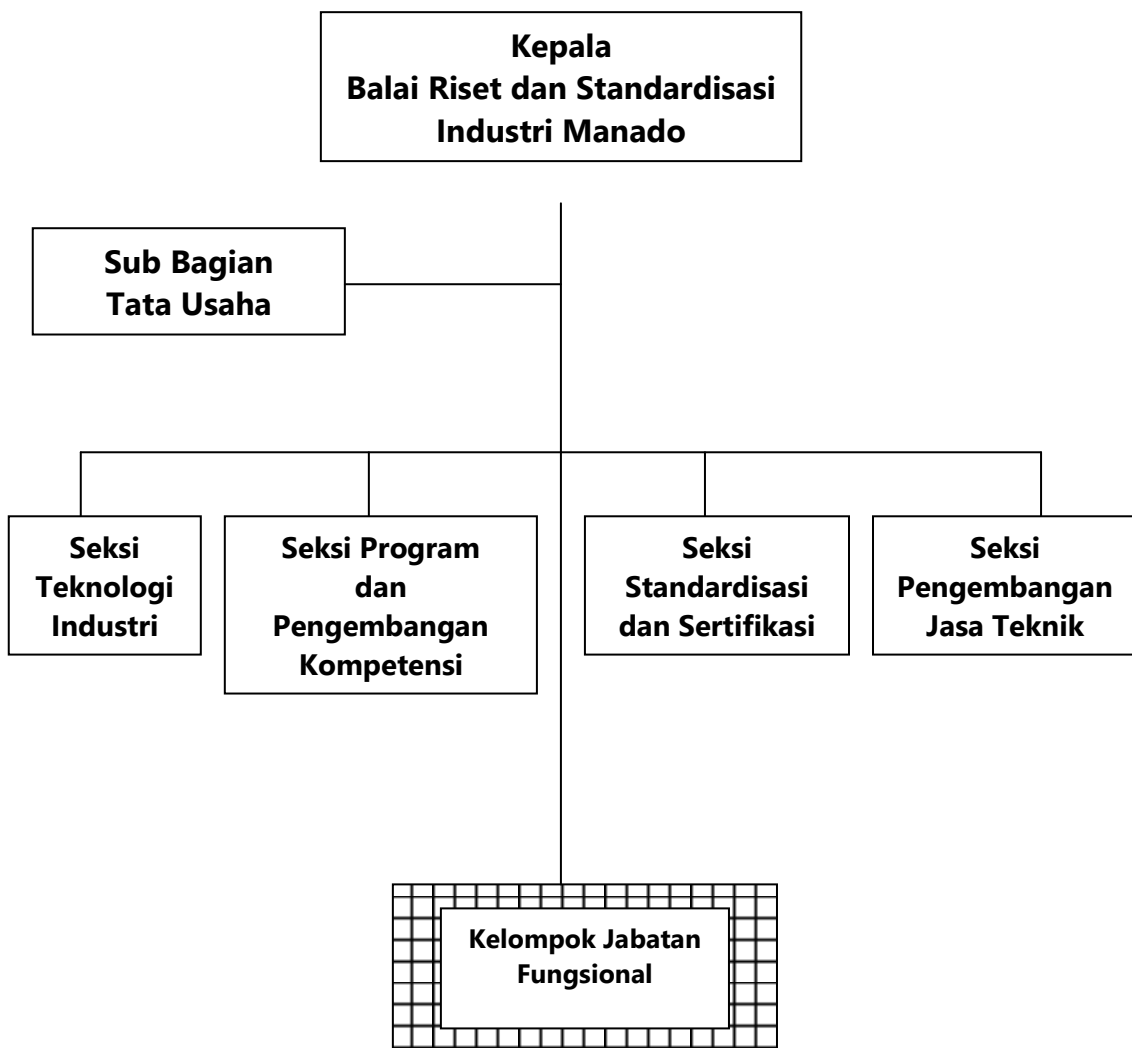 Kepala
Balai Riset dan Standardisasi
Industri Manado
Sub Bagian
Tata Usaha
Seksi
Teknologi
Industri
Seksi Program
dan
Pengembangan
Kompetensi
Seksi
Standardisasi
dan Sertifikasi
Seksi
Pengembangan
Jasa Teknik
Kelompok Jabatan
Fungsional